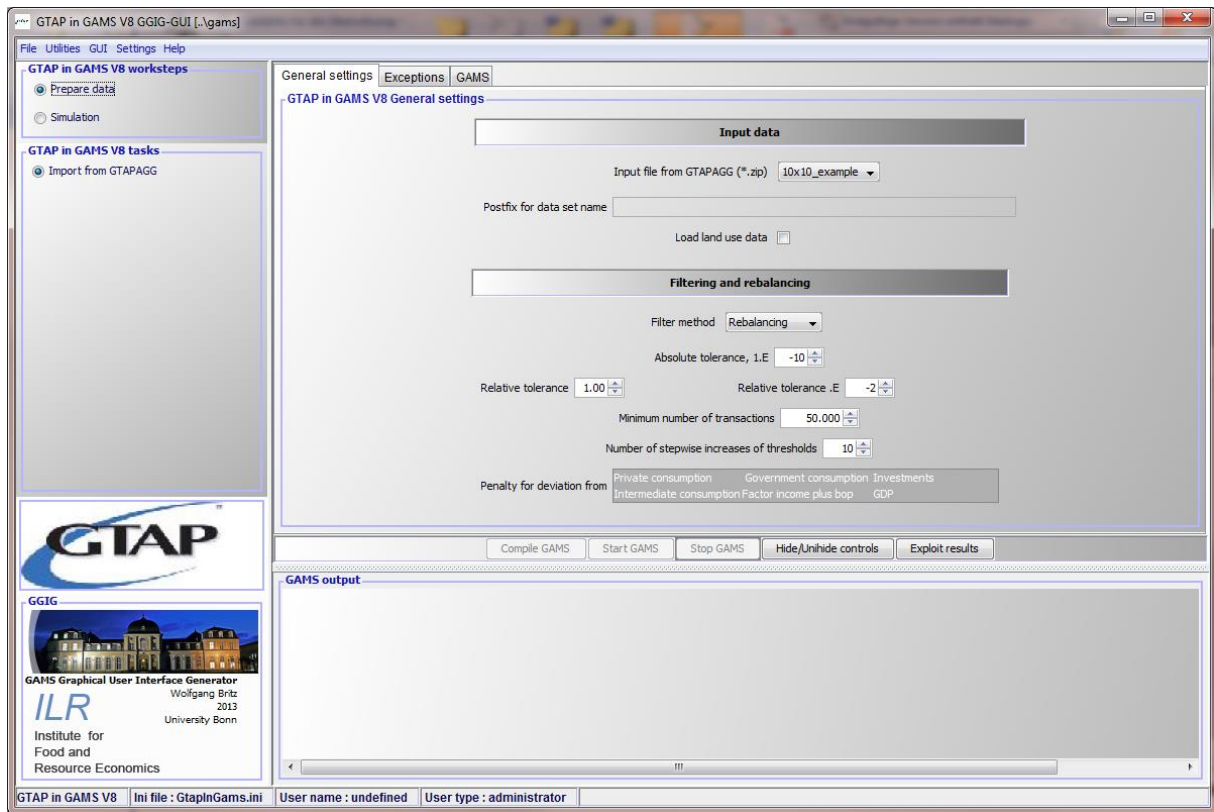 GTAP in GAMS V8 GGIG-GUI [..\gams]
File Utilities GUI Settings Help
GTAP in GAMS V8 worksteps
Prepare data
Simulation
GTAP in GAMS V8 tasks
Import from GTAPAGG
General settings Exceptions GAMS
GTAP in GAMS V8 General settings
Input data
Input file from GTAPAGG (*.zip) 10x10_example
Postfix for data set name
Load land use data
Filtering and rebalancing
Filter method Rebalancing
Absolute tolerance, 1.E -10
Relative tolerance 1.00 Relative tolerance .E -2
Minimum number of transactions 50.000
Number of stepwise increases of thresholds 10
Penalty for deviation from
Private consumption Government consumption Investments
Intermediate consumption Factor income plus bop GDP
Compile GAMS Start GAMS Stop GAMS Hide/Unihide controls Exploit results
GAMS output
GTAP
GGIG
GAMS Graphical User Interface Generator
Wolfgang Britz
2013
University Bonn
ILR
Institute for
Food and
Resource Economics
GTAP in GAMS V8 Ini file : GtapInGams.ini User name : undefined User type : administrator